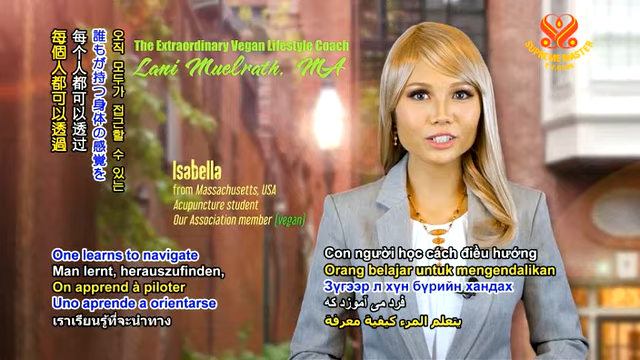 The Extraordinary Vegan Lifestyle Coach
Lani Muelrath, MA
SUPREME MASTER
오직 모두가 접근할 수 있는
誰もが持つ身体の感覚を
每个人都可以透过
每個人都可以透過
Isabella
from Massachusetts, USA
Acupuncture student
Our Association member (vegan)
One learns to navigate
Man lernt, herauszufinden,
On apprend à piloter
Uno aprende a orientarse
เราเรียนรู้ที่จะนำทาง
Con người học cách điều hướng
Orang belajar untuk mengendalikan
Зүгээр л хүн бүрийн хандах
فرد می آموزد که
يتعلم المرء كيفية معرفة